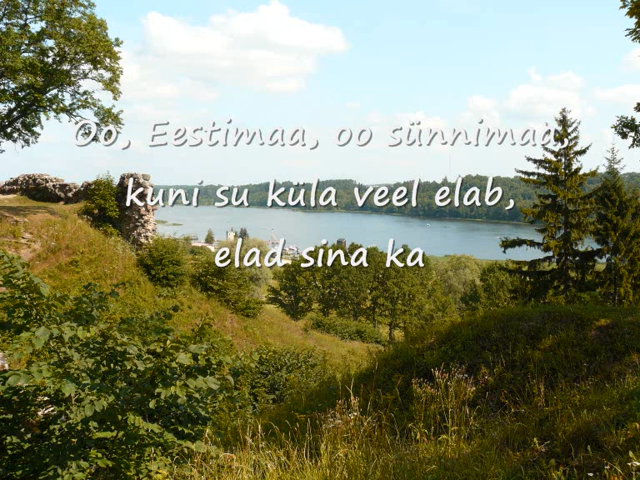 Oo, Eestimaa, oo sünnimaa
kuni su küla veel elab,
elad sina ka